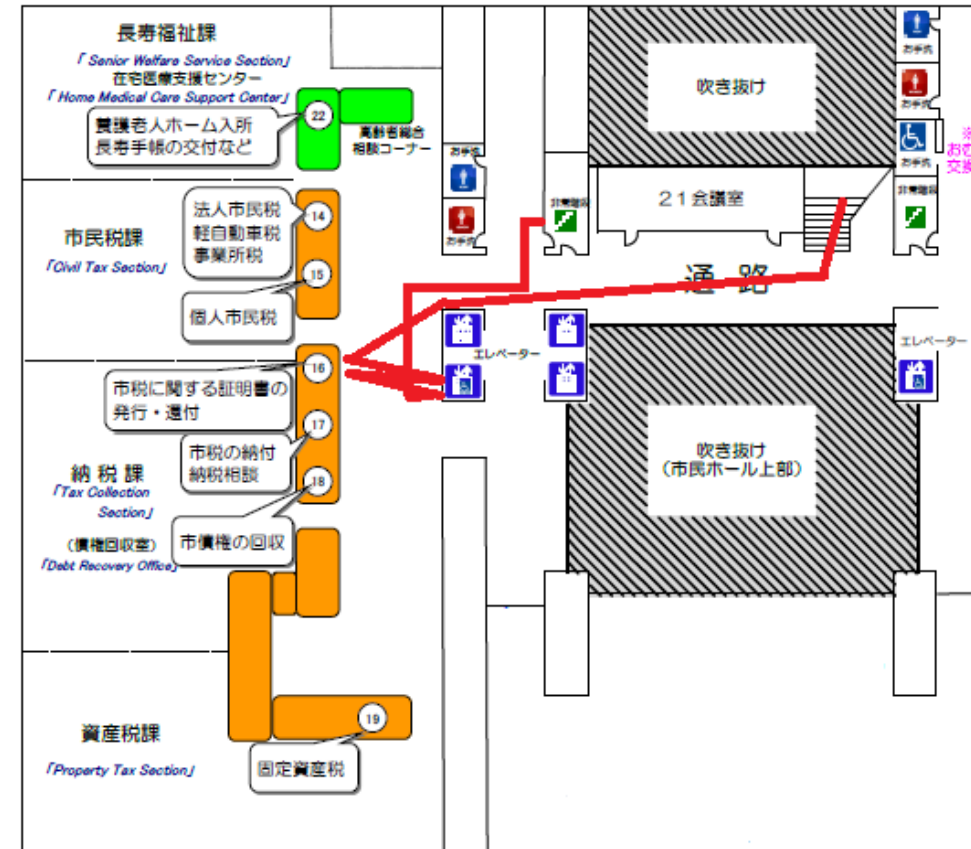 長寿福祉課
「Senior Welfare Service Section」
在宅医療支援センター
「Home Medical Care Support Center」
22
養護老人ホーム入所
長寿手帳の交付など
高齢者総合
相談コーナー
お手洗
お手洗
非常階段
吹き抜け
お手洗
お手洗
お手洗
非常階段
21会議室
通 路
14
法人市民税
軽自動車税
事業所税
市民税課
「Civil Tax Section」
15
個人市民税
エレベーター
エレベーター
16
市税に関する証明書の
発行・還付
17
市税の納付
納税相談
納 税 課
「Tax Collection
Section」
18
市債権の回収
(債権回収室)
「Debt Recovery Office」
吹き抜け
(市民ホール上部)
資産税課
「Property Tax Section」
19
固定資産税